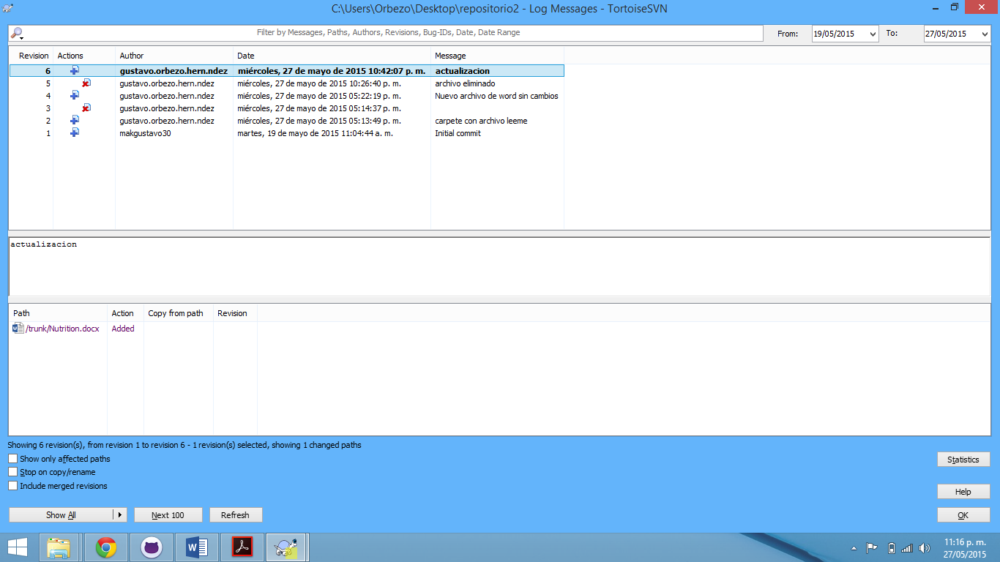 C:\Users\Orbezo\Desktop\repositorio2 - Log Messages - TortoiseSVN
Filter by Messages, Paths, Authors, Revisions, Bug-IDs, Date, Date Range From: 19/05/2015 To: 27/05/2015
Revision Actions Author Date Message
6 gustavo.orbezo.hern.ndez miércoles, 27 de mayo de 2015 10:42:07 p. m. actualizacion
5 gustavo.orbezo.hern.ndez miércoles, 27 de mayo de 2015 10:26:40 p. m. archivo eliminado
4 gustavo.orbezo.hern.ndez miércoles, 27 de mayo de 2015 05:22:19 p. m. Nuevo archivo de word sin cambios
3 gustavo.orbezo.hern.ndez miércoles, 27 de mayo de 2015 05:14:37 p. m.
2 gustavo.orbezo.hern.ndez miércoles, 27 de mayo de 2015 05:13:49 p. m. carpete con archivo leeme
1 makgustavo30 martes, 19 de mayo de 2015 11:04:44 a. m. Initial commit
actualizacion
Path Action Copy from path Revision
/trunk/Nutrition.docx Added
Showing 6 revision(s), from revision 1 to revision 6 - 1 revision(s) selected, showing 1 changed paths
Show only affected paths
Statistics
Stop on copy/rename
Include merged revisions
Help
Show All Next 100 Refresh OK
11:16 p. m.
27/05/2015